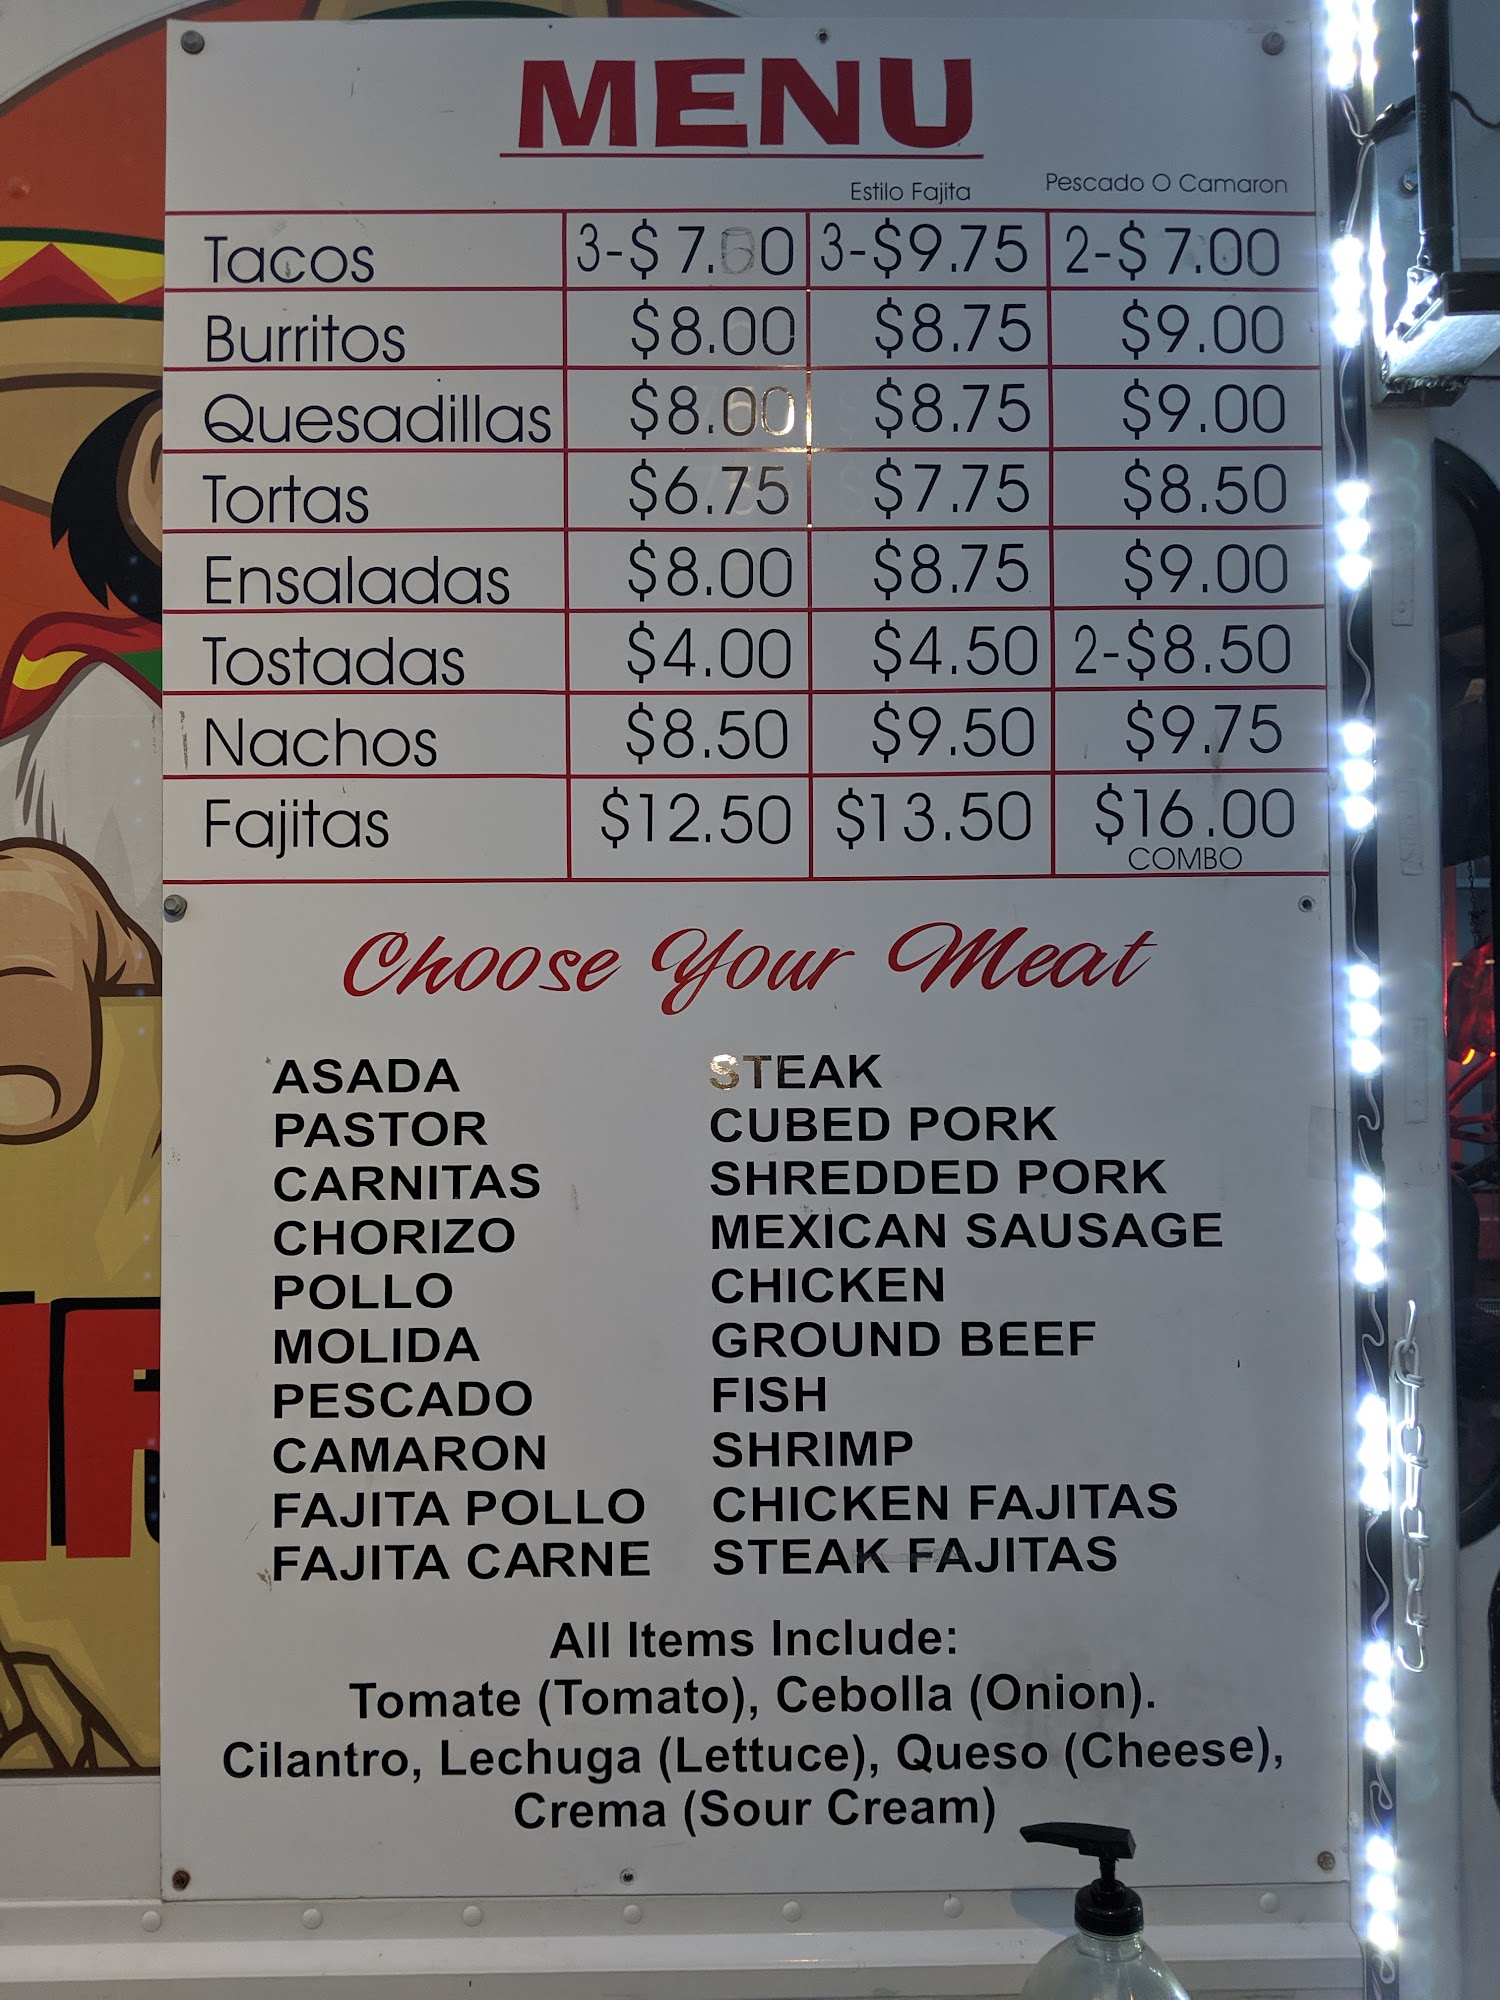 MENU
Estilo Fajita Pescado O Camaron
Tacos 3-$ 3-$9.75 2-$ 7.00
Burritos $8.00 $8.75 $9.00
Quesadillas $8.00 $8.75 $9.00
Tortas $6.75 $7.75 $8.50
Ensaladas $8.00 $8.75 $9.00
Tostadas $4.00 $4.50 2-$8.50
Nachos $8.50 $9.50 $9.75
Fajitas $12.50 $13.50 $16.00
COMBO
Choose Your Meat
ASADA STEAK
PASTOR CUBED PORK
CARNITAS SHREDDED PORK
CHORIZO MEXICAN SAUSAGE
POLLO CHICKEN
MOLIDA GROUND BEEF
PESCADO FISH
CAMARON SHRIMP
FAJITA POLLO CHICKEN FAJITAS
FAJITA CARNE STEAK FAJITAS
All Items Include:
Tomate (Tomato), Cebolla (Onion).
Cilantro, Lechuga (Lettuce), Queso (Cheese),
Crema (Sour Cream)